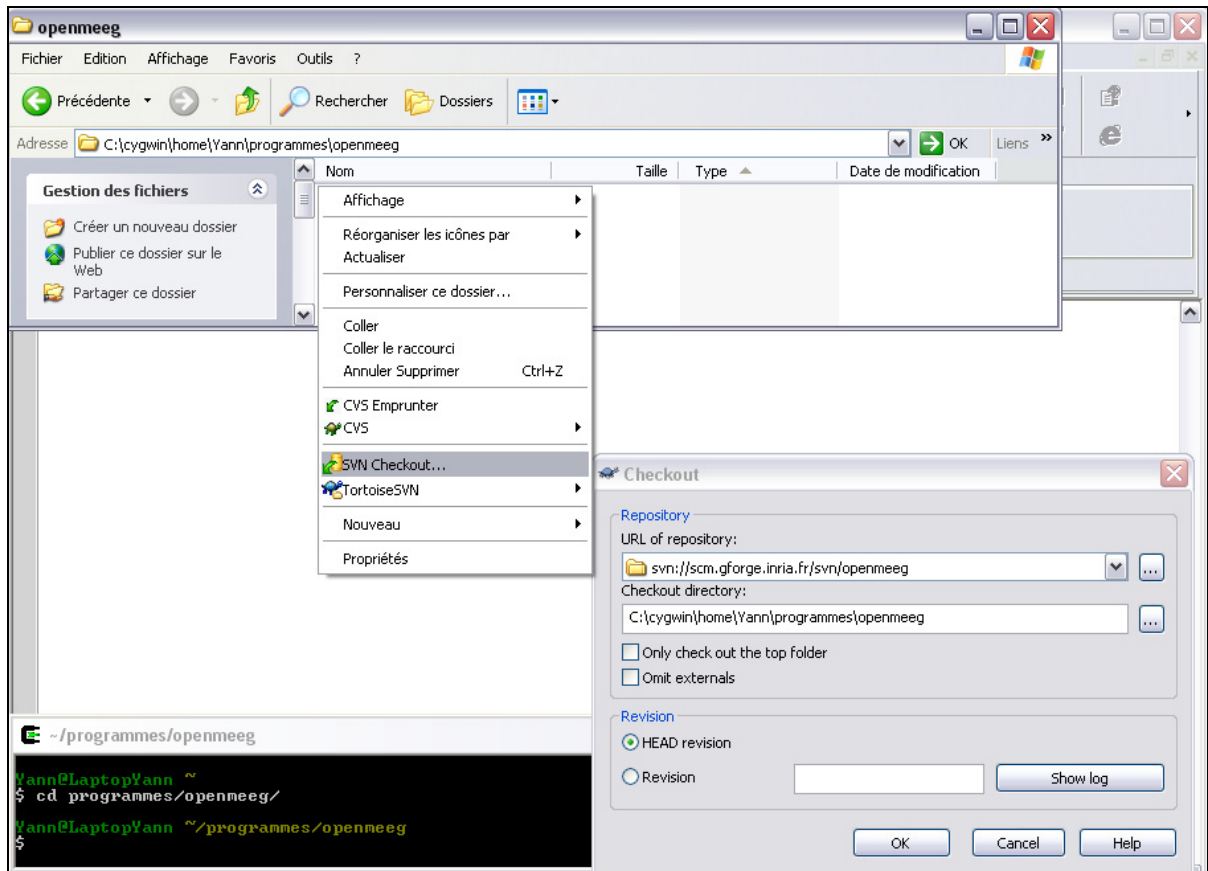 openmeeg
Fichier Edition Affichage Favoris Outils ?
Précédente Rechercher Dossiers
Adresse C:\cygwin\home\Yann\programmes\openmeeg OK Liens »
Nom Taille Type Date de modification
Gestion des fichiers
Créer un nouveau dossier
Publier ce dossier sur le
Web
Partager ce dossier
Affichage
Réorganiser les icônes par
Actualiser
Personnaliser ce dossier...
Coller
Coller le raccourci
Annuler Supprimer Ctrl+Z
CVS Emprunter
CVS
SVN Checkout...
TortoiseSVN
Nouveau
Propriétés
Checkout
Repository
URL of repository:
svn://scm.gforge.inria.fr/svn/openmeeg ...
Checkout directory:
C:\cygwin\home\Yann\programmes\openmeeg ...
Only check out the top folder
Omit externals
Revision
HEAD revision
Revision Show log
OK Cancel Help
~/programmes/openmeeg
Yann@LaptopYann ~
$ cd programmes/openmeeg/
Yann@LaptopYann ~/programmes/openmeeg
$